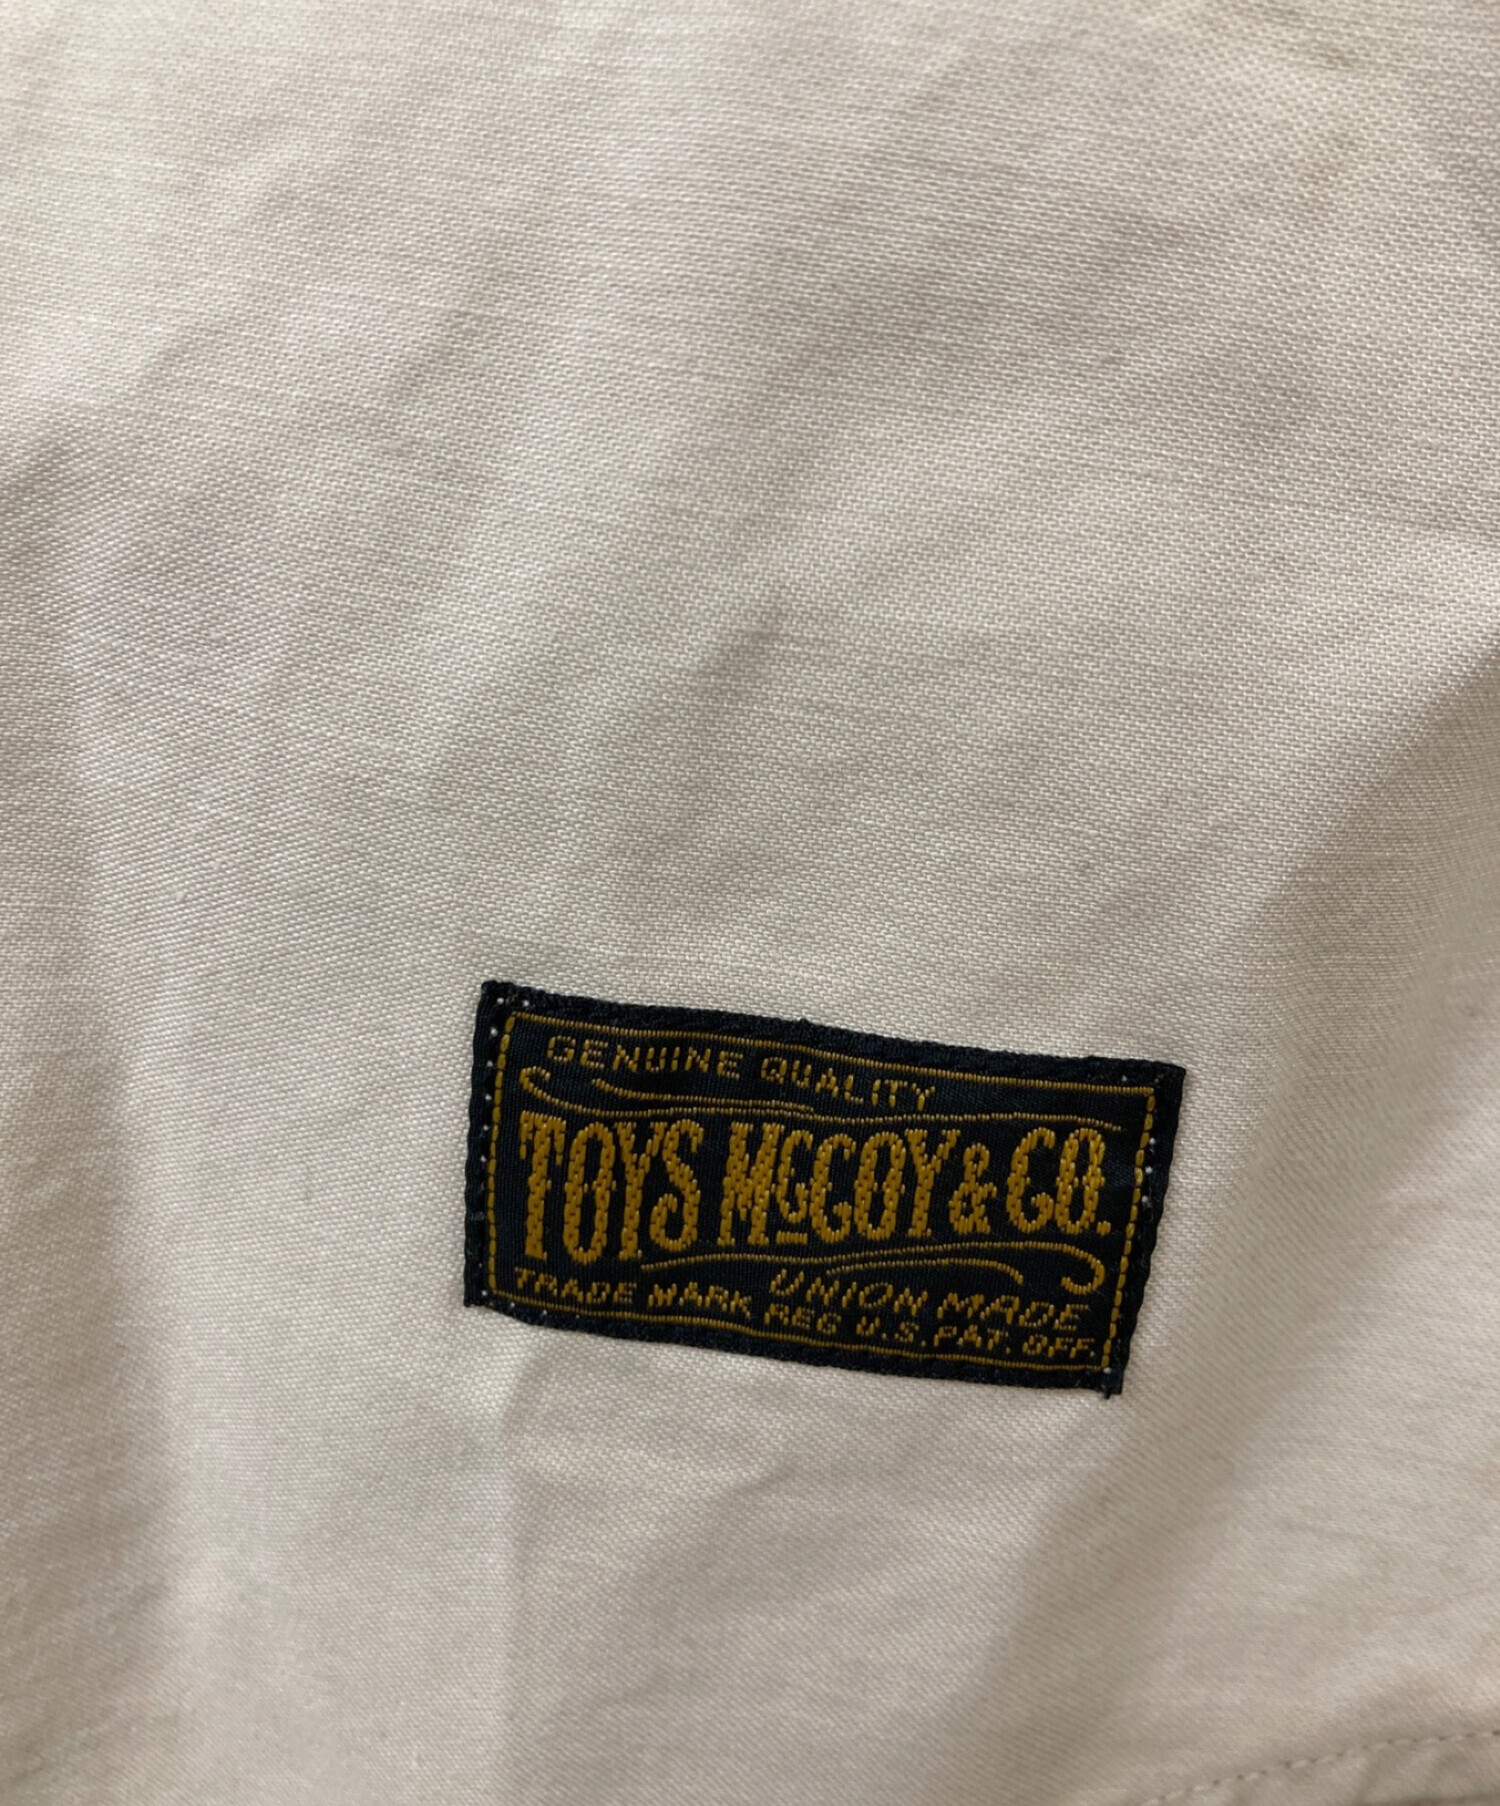 GENUINE QUALITY
TOYS McCOY & CO.
UNION MADE
TRADE MARK REG U.S. PAT. OFF.